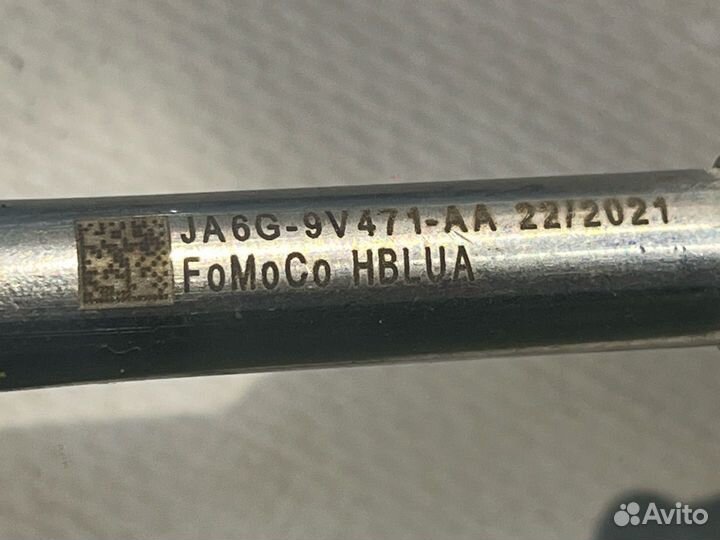 JA6G-9V471-AA 22/2021
FoMoCo HBLUA
Avito